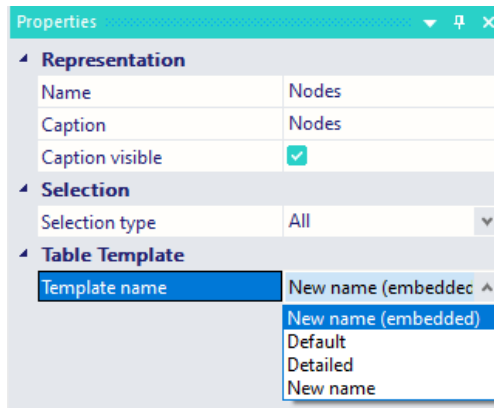 Properties
Representation
Name Nodes
Caption Nodes
Caption visible
Selection
Selection type All
Table Template
Template name New name (embedded
New name (embedded)
Default
Detailed
New name